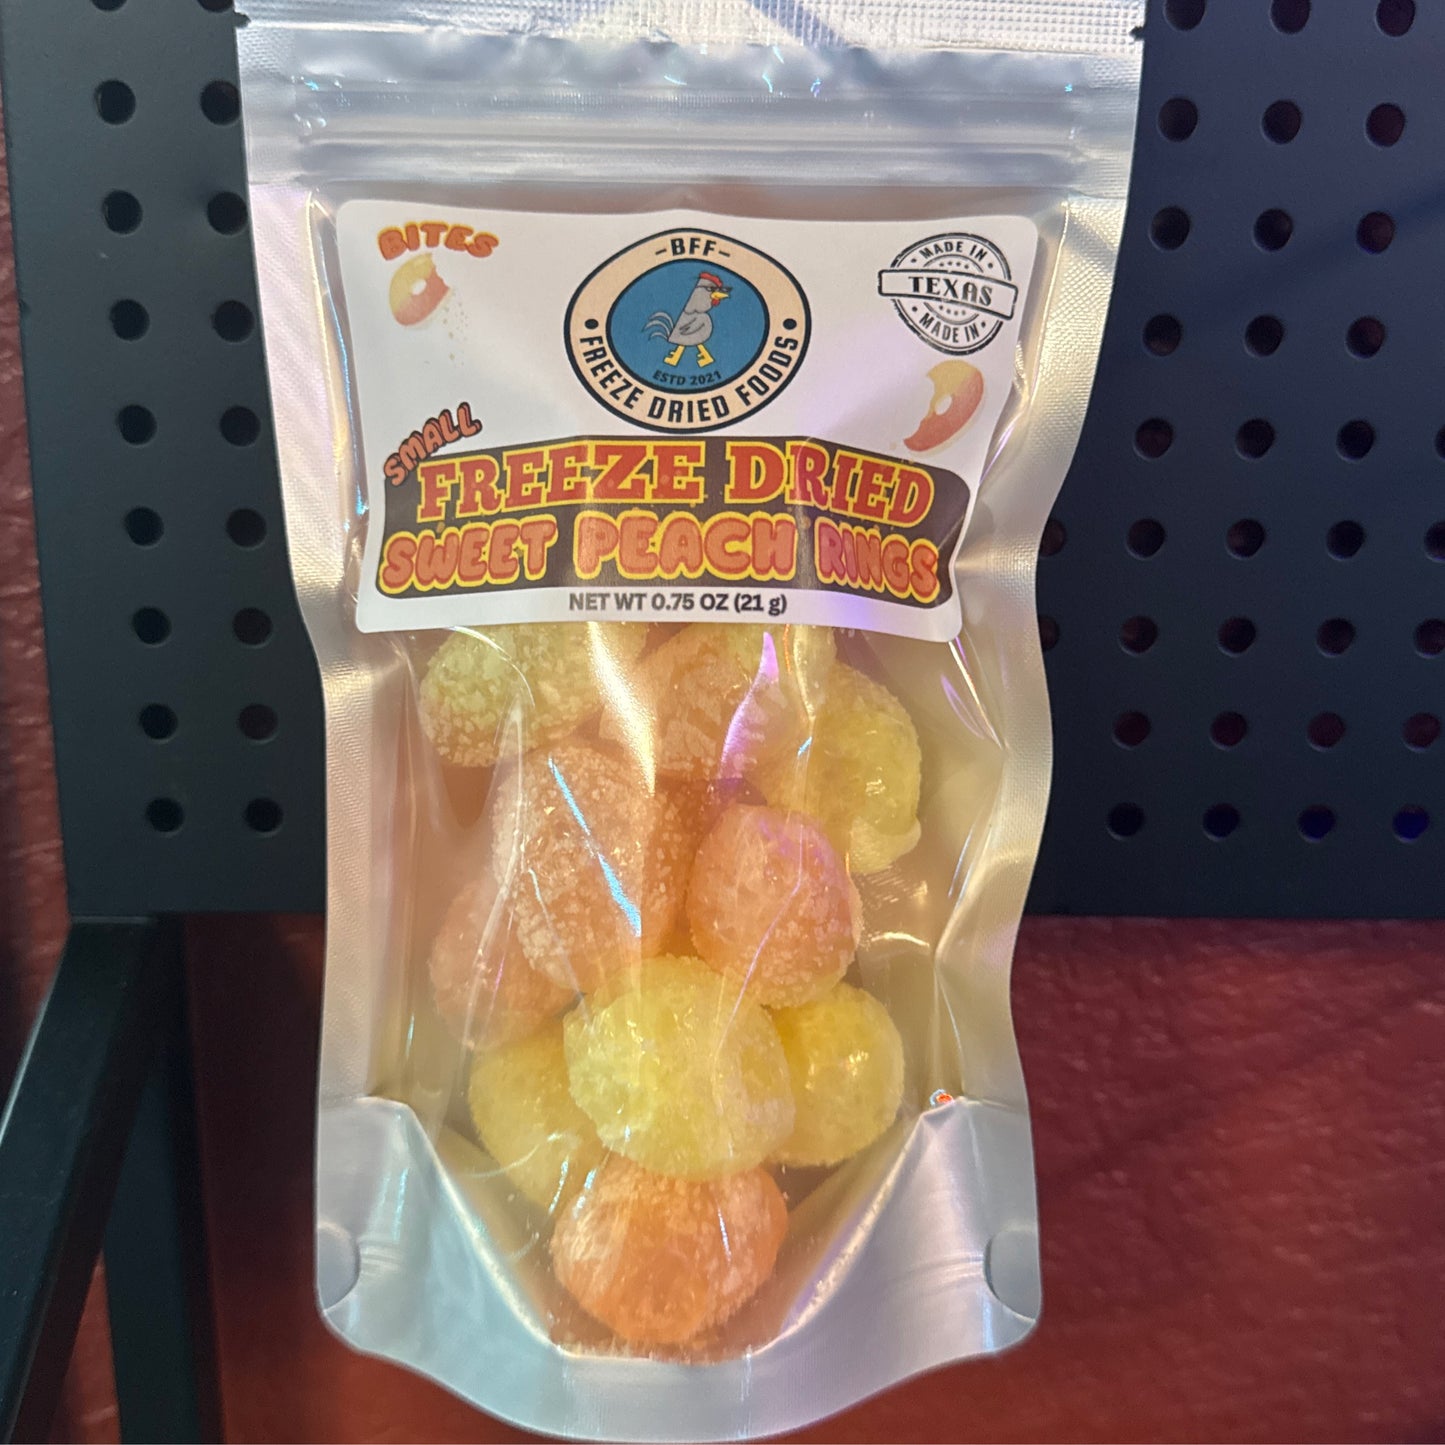 BITES
-BFF-
• FREEZE DRIED FOODS •
ESTD 2021
MADE IN
TEXAS
MADE IN
SMALL
FREEZE DRIED
SWEET PEACH RINGS
NET WT 0.75 OZ (21 g)